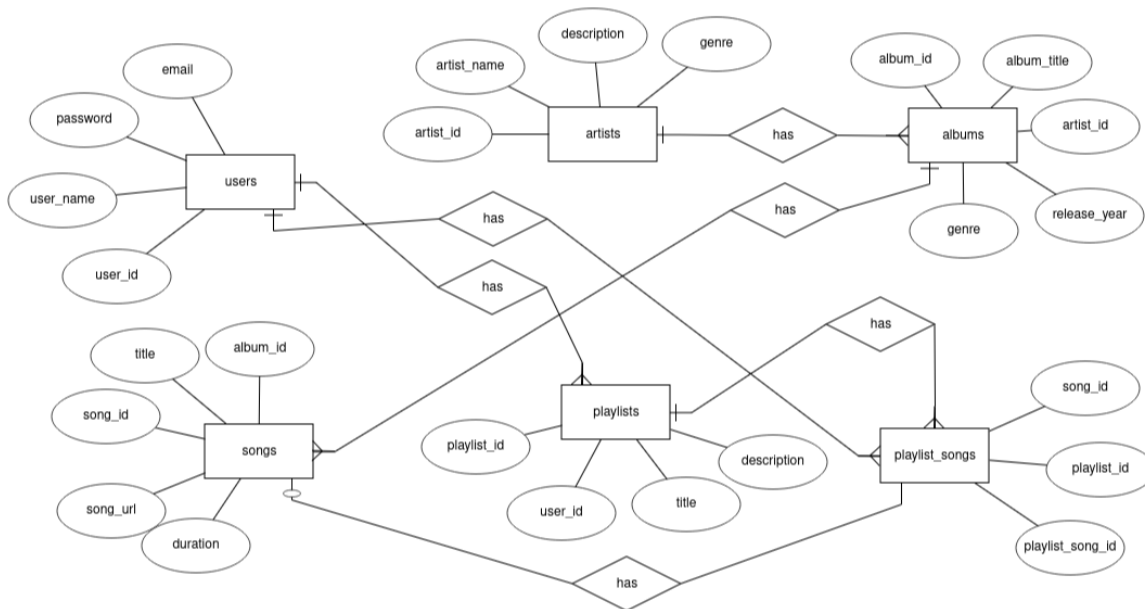 description
genre
artist_name
artist_id
artists
has
album_id
album_title
artist_id
albums
release_year
genre
email
password
user_name
user_id
users
has
has
has
has
title
album_id
song_id
songs
song_url
duration
playlists
playlist_id
user_id
title
description
song_id
playlist_songs
playlist_id
playlist_song_id
has